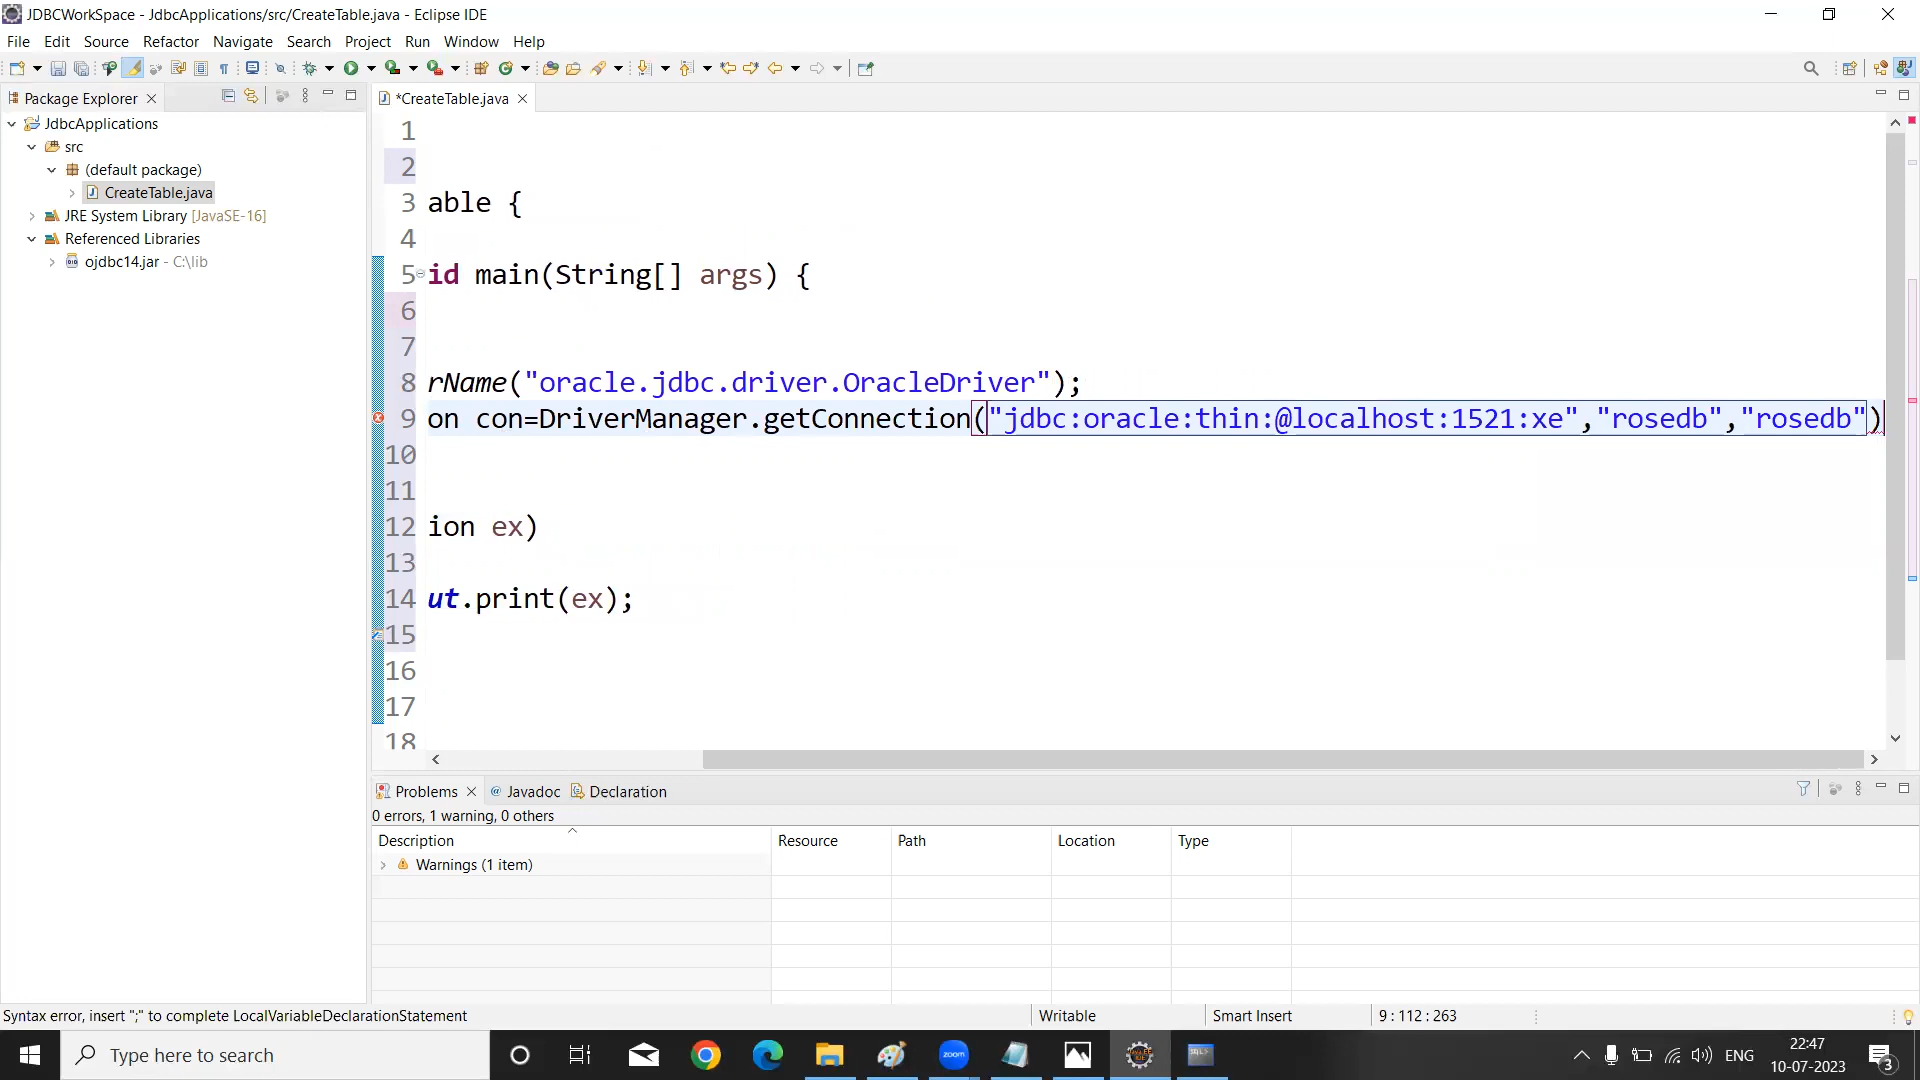 JDBCWorkSpace - JdbcApplications/src/CreateTable.java - Eclipse IDE
File Edit Source Refactor Navigate Search Project Run Window Help
Package Explorer
*CreateTable.java
JdbcApplications
src
(default package)
CreateTable.java
JRE System Library [JavaSE-16]
Referenced Libraries
ojdbc14.jar - C:\lib
1
2
3 able {
4
5 id main(String[] args) {
6
7
8 rName("oracle.jdbc.driver.OracleDriver");
9 on con=DriverManager.getConnection("jdbc:oracle:thin:@localhost:1521:xe","rosedb","rosedb")
10
11
12 ion ex)
13
14 ut.print(ex);
15
16
17
18
Problems @ Javadoc Declaration
0 errors, 1 warning, 0 others
Description Resource Path Location Type
Warnings (1 item)
Syntax error, insert ";" to complete LocalVariableDeclarationStatement
Writable Smart Insert 9 : 112 : 263
Type here to search
zoom
ENG
22:47
10-07-2023
3